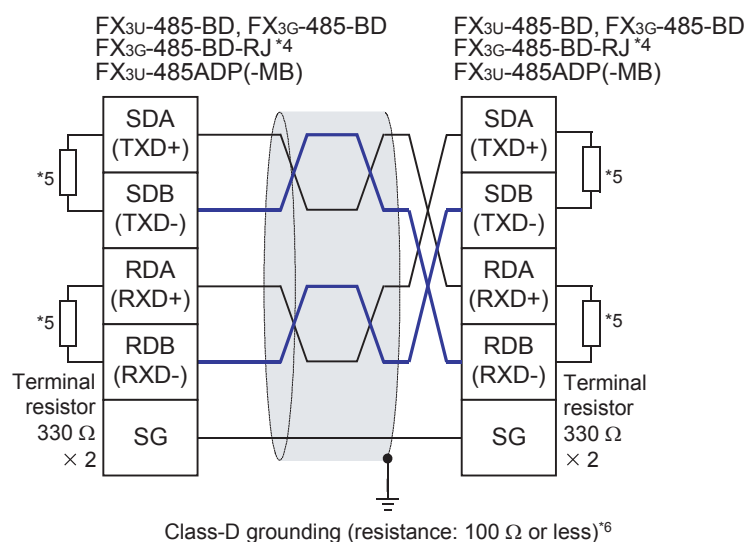 FX3U-485-BD, FX3G-485-BD
FX3G-485-BD-RJ*4
FX3U-485ADP(-MB)
FX3U-485-BD, FX3G-485-BD
FX3G-485-BD-RJ*4
FX3U-485ADP(-MB)
SDA
(TXD+)
SDB
(TXD-)
RDA
(RXD+)
RDB
(RXD-)
SG
*5
*5
Terminal
resistor
330 Ω
× 2
SDA
(TXD+)
SDB
(TXD-)
RDA
(RXD+)
RDB
(RXD-)
SG
*5
*5
Terminal
resistor
330 Ω
× 2
Class-D grounding (resistance: 100 Ω or less)*6